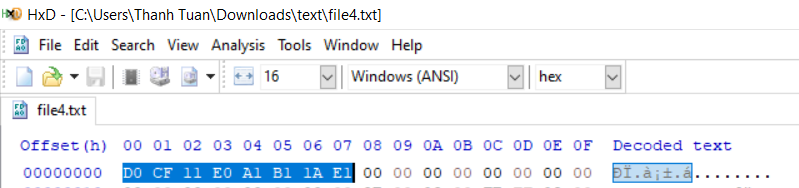 HxD - [C:\Users\Thanh Tuan\Downloads\text\file4.txt]
File Edit Search View Analysis Tools Window Help
16 Windows (ANSI) hex
file4.txt
Offset(h) 00 01 02 03 04 05 06 07 08 09 0A 0B 0C 0D 0E 0F Decoded text
00000000 D0 CF 11 E0 A1 B1 1A E1 00 00 00 00 00 00 00 00 ÐÏ.à¡±.á........